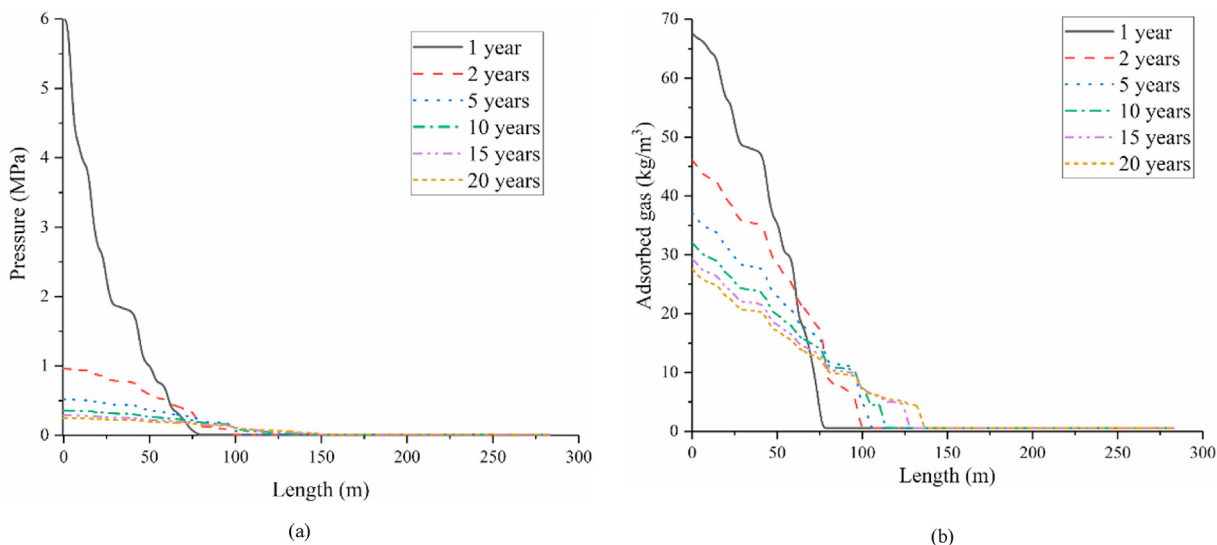 6
5
4
3
2
1
0
Pressure (MPa)
1 year
2 years
5 years
10 years
15 years
20 years
0 50 100 150 200 250 300
Length (m)
(a)
70
60
50
40
30
20
10
0
Adsorbed gas (kg/m³)
1 year
2 years
5 years
10 years
15 years
20 years
0 50 100 150 200 250 300
Length (m)
(b)